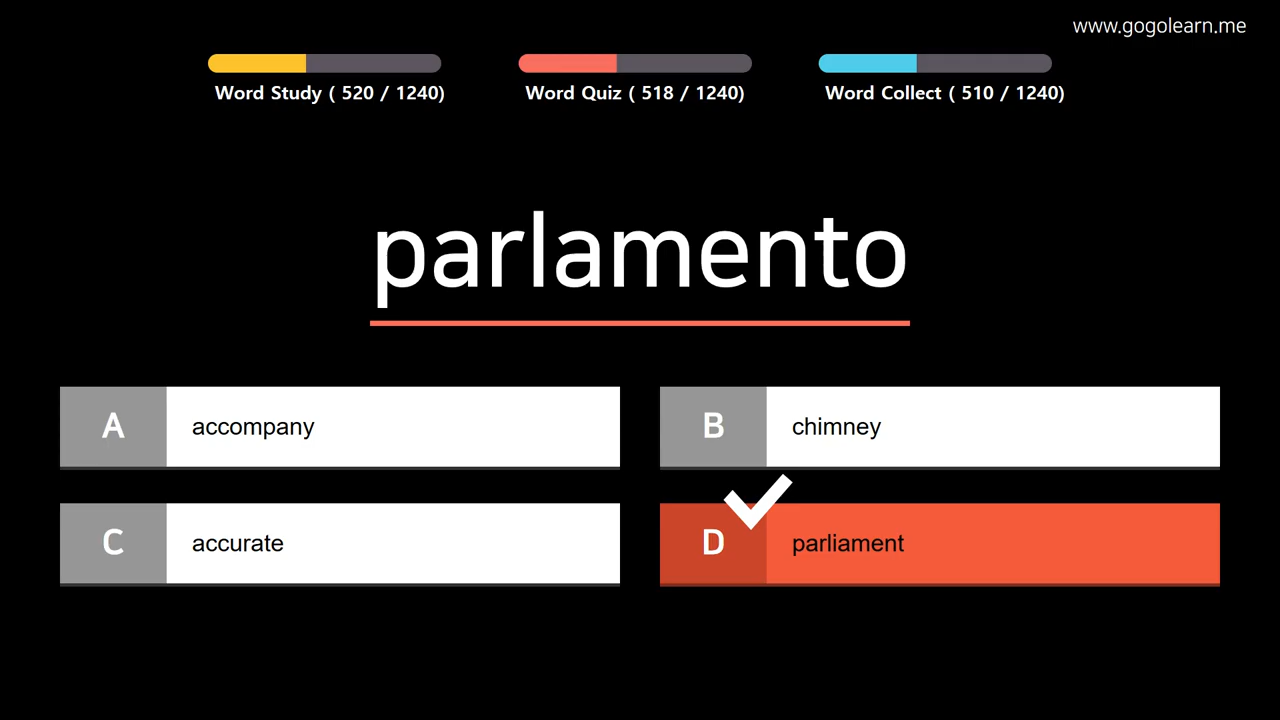 www.gogolearn.me
Word Study ( 520 / 1240)
Word Quiz ( 518 / 1240)
Word Collect ( 510 / 1240)
parlamento
A accompany
B chimney
C accurate
D parliament